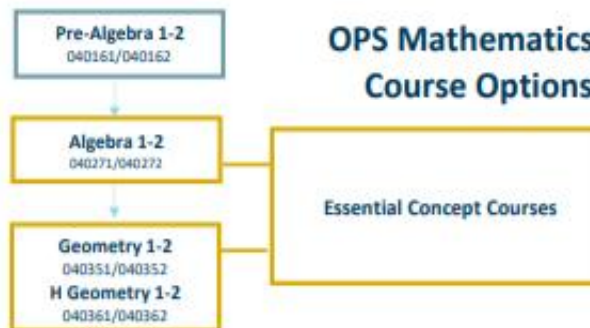 Pre-Algebra 1-2
040161/040162
OPS Mathematics
Course Options
Algebra 1-2
040271/040272
Essential Concept Courses
Geometry 1-2
040351/040352
H Geometry 1-2
040361/040362